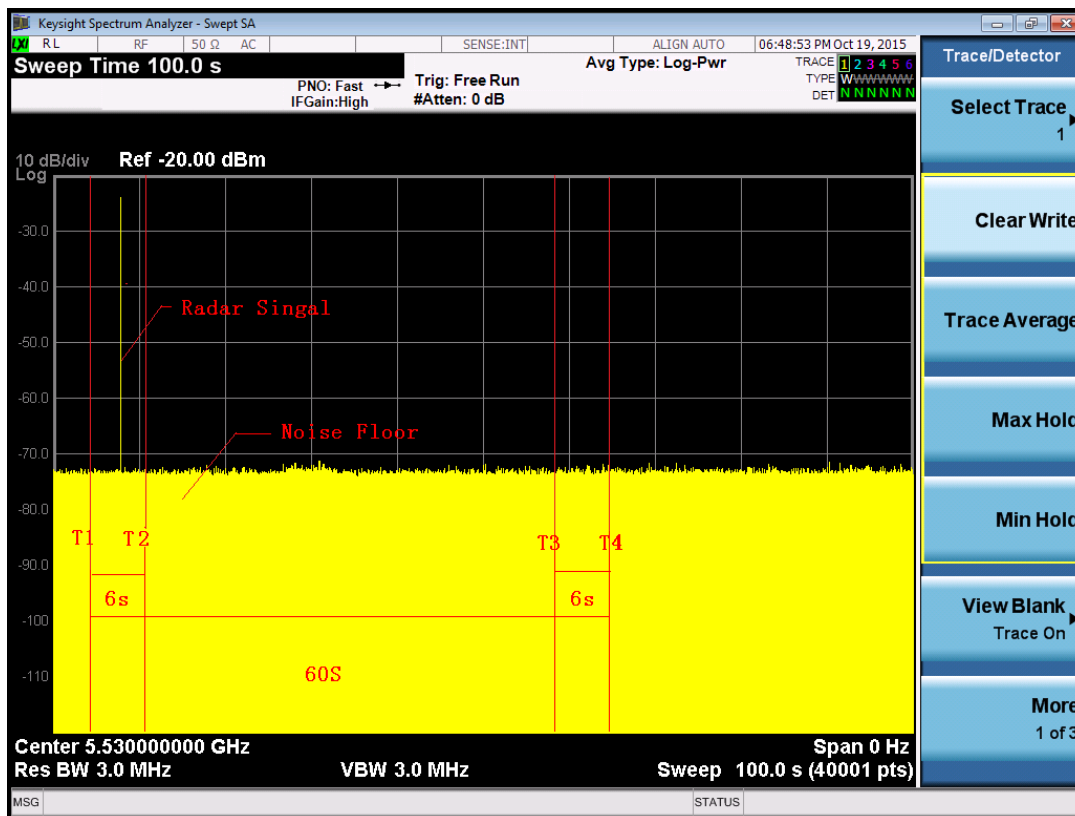 Keysight Spectrum Analyzer - Swept SA
LXI RL RF 50 Ω AC SENSE:INT ALIGN AUTO 06:48:53 PM Oct 19, 2015
Sweep Time 100.0 s
PNO: Fast
IFGain:High
Trig: Free Run
#Atten: 0 dB
Avg Type: Log-Pwr
TRACE 1 2 3 4 5 6
TYPE WWWWWWW
DET N N N N N N
10 dB/div Ref -20.00 dBm
Log
-30.0
-40.0
-50.0
-60.0
-70.0
-80.0
-90.0
-100
-110
Radar Singal
Noise Floor
T1 T2 T3 T4
6s 6s
60S
Center 5.530000000 GHz Span 0 Hz
Res BW 3.0 MHz VBW 3.0 MHz Sweep 100.0 s (40001 pts)
MSG STATUS
Trace/Detector
Select Trace
1
Clear Write
Trace Average
Max Hold
Min Hold
View Blank
Trace On
More
1 of 3